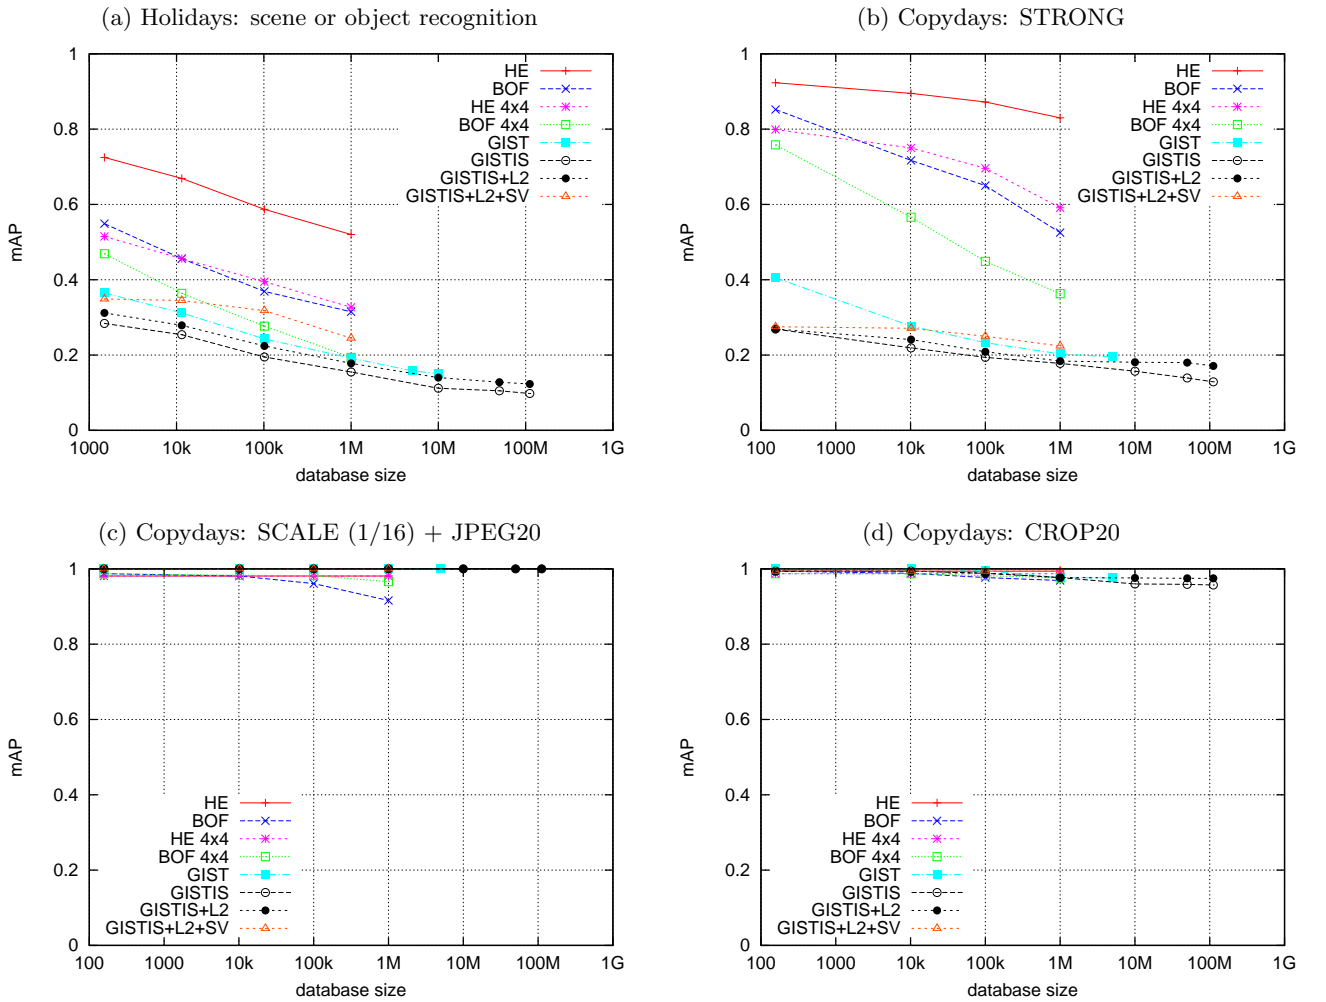 (a) Holidays: scene or object recognition
1
0.8
0.6
0.4
0.2
0
mAP
HE
BOF
HE 4x4
BOF 4x4
GIST
GISTIS
GISTIS+L2
GISTIS+L2+SV
1000 10k 100k 1M 10M 100M 1G
database size
(b) Copydays: STRONG
1
0.8
0.6
0.4
0.2
0
mAP
HE
BOF
HE 4x4
BOF 4x4
GIST
GISTIS
GISTIS+L2
GISTIS+L2+SV
100 10k 100k 1M 10M 100M 1G
database size
(c) Copydays: SCALE (1/16) + JPEG20
1
0.8
0.6
0.4
0.2
0
mAP
HE
BOF
HE 4x4
BOF 4x4
GIST
GISTIS
GISTIS+L2
GISTIS+L2+SV
100 1000 10k 100k 1M 10M 100M 1G
database size
(d) Copydays: CROP20
1
0.8
0.6
0.4
0.2
0
mAP
HE
BOF
HE 4x4
BOF 4x4
GIST
GISTIS
GISTIS+L2
GISTIS+L2+SV
100 1000 10k 100k 1M 10M 100M 1G
database size